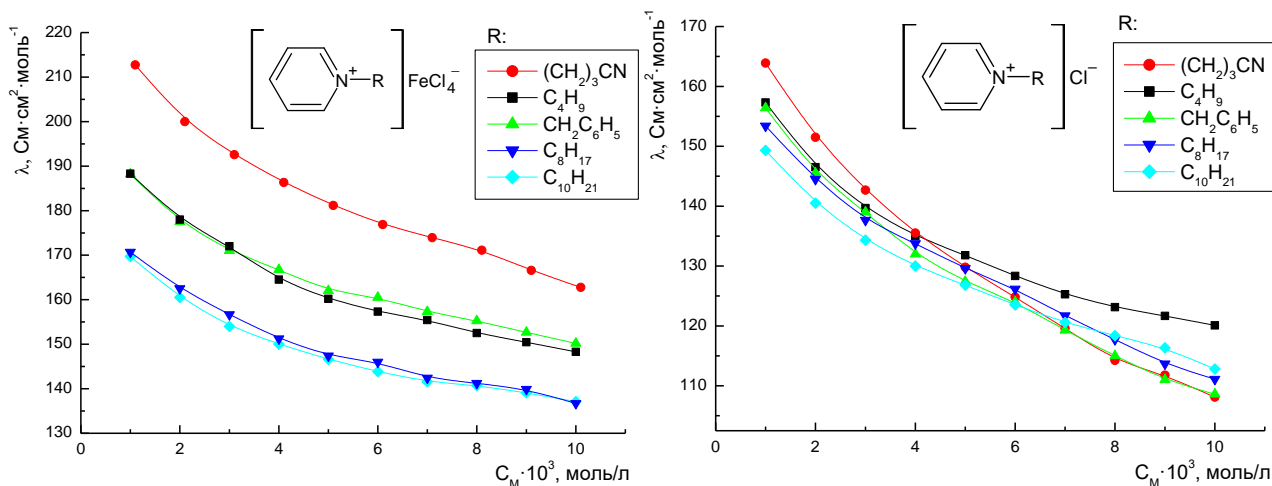 220
210
200
190
180
170
160
150
140
130
λ, См·см²·моль⁻¹
0
2
4
6
8
10
C_M·10³, моль/л
N⁺
R
FeCl₄⁻
R:
(CH₂)₃CN
C₄H₉
CH₂C₆H₅
C₈H₁₇
C₁₀H₂₁
170
160
150
140
130
120
110
λ, См·см²·моль⁻¹
0
2
4
6
8
10
C_M·10³, моль/л
N⁺
R
Cl⁻
R:
(CH₂)₃CN
C₄H₉
CH₂C₆H₅
C₈H₁₇
C₁₀H₂₁